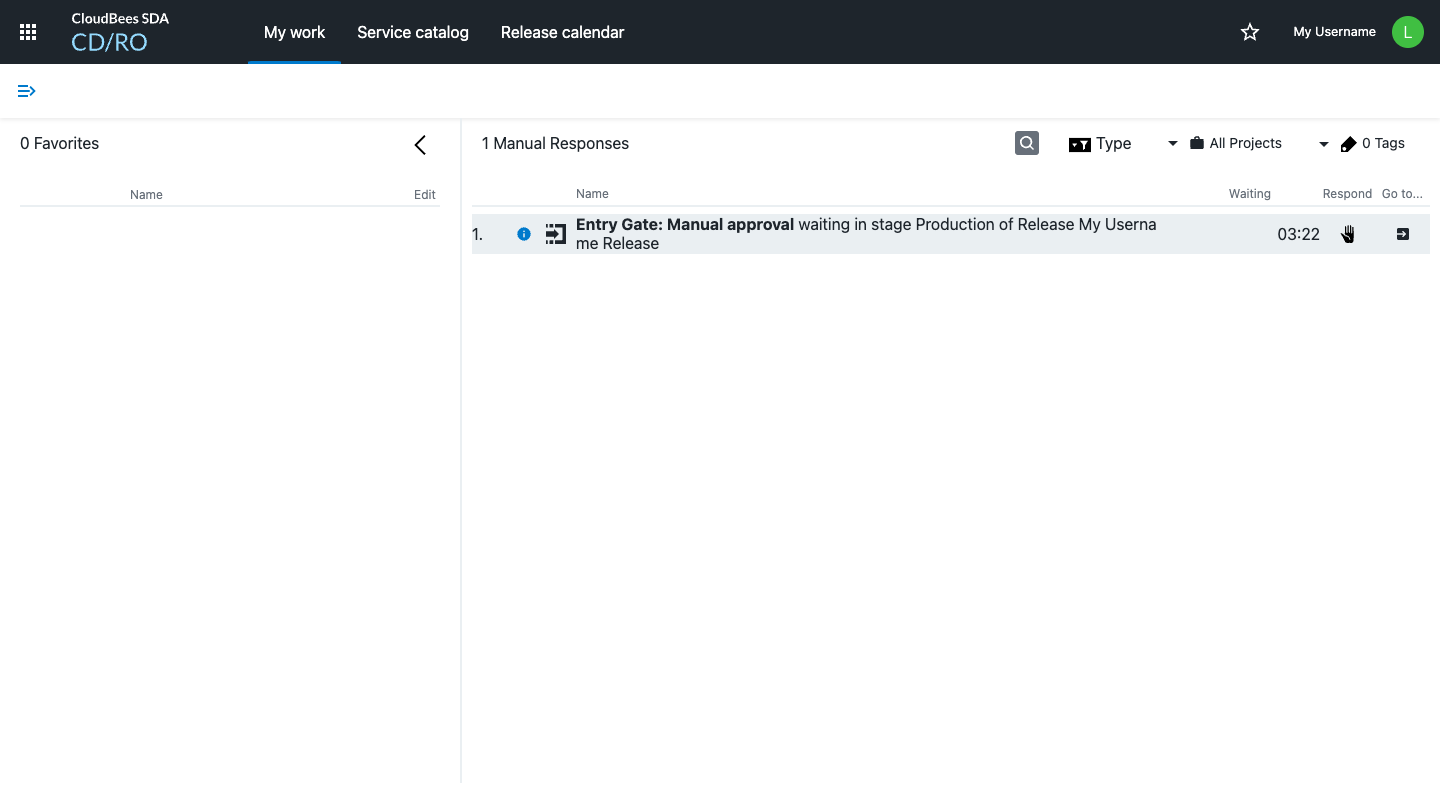 CloudBees SDA
CD/RO
My work
Service catalog
Release calendar
My Username
L
0 Favorites
Name
Edit
1 Manual Responses
Type
All Projects
0 Tags
Name
Waiting
Respond
Go to...
1.
Entry Gate: Manual approval waiting in stage Production of Release My Userna
me Release
03:22